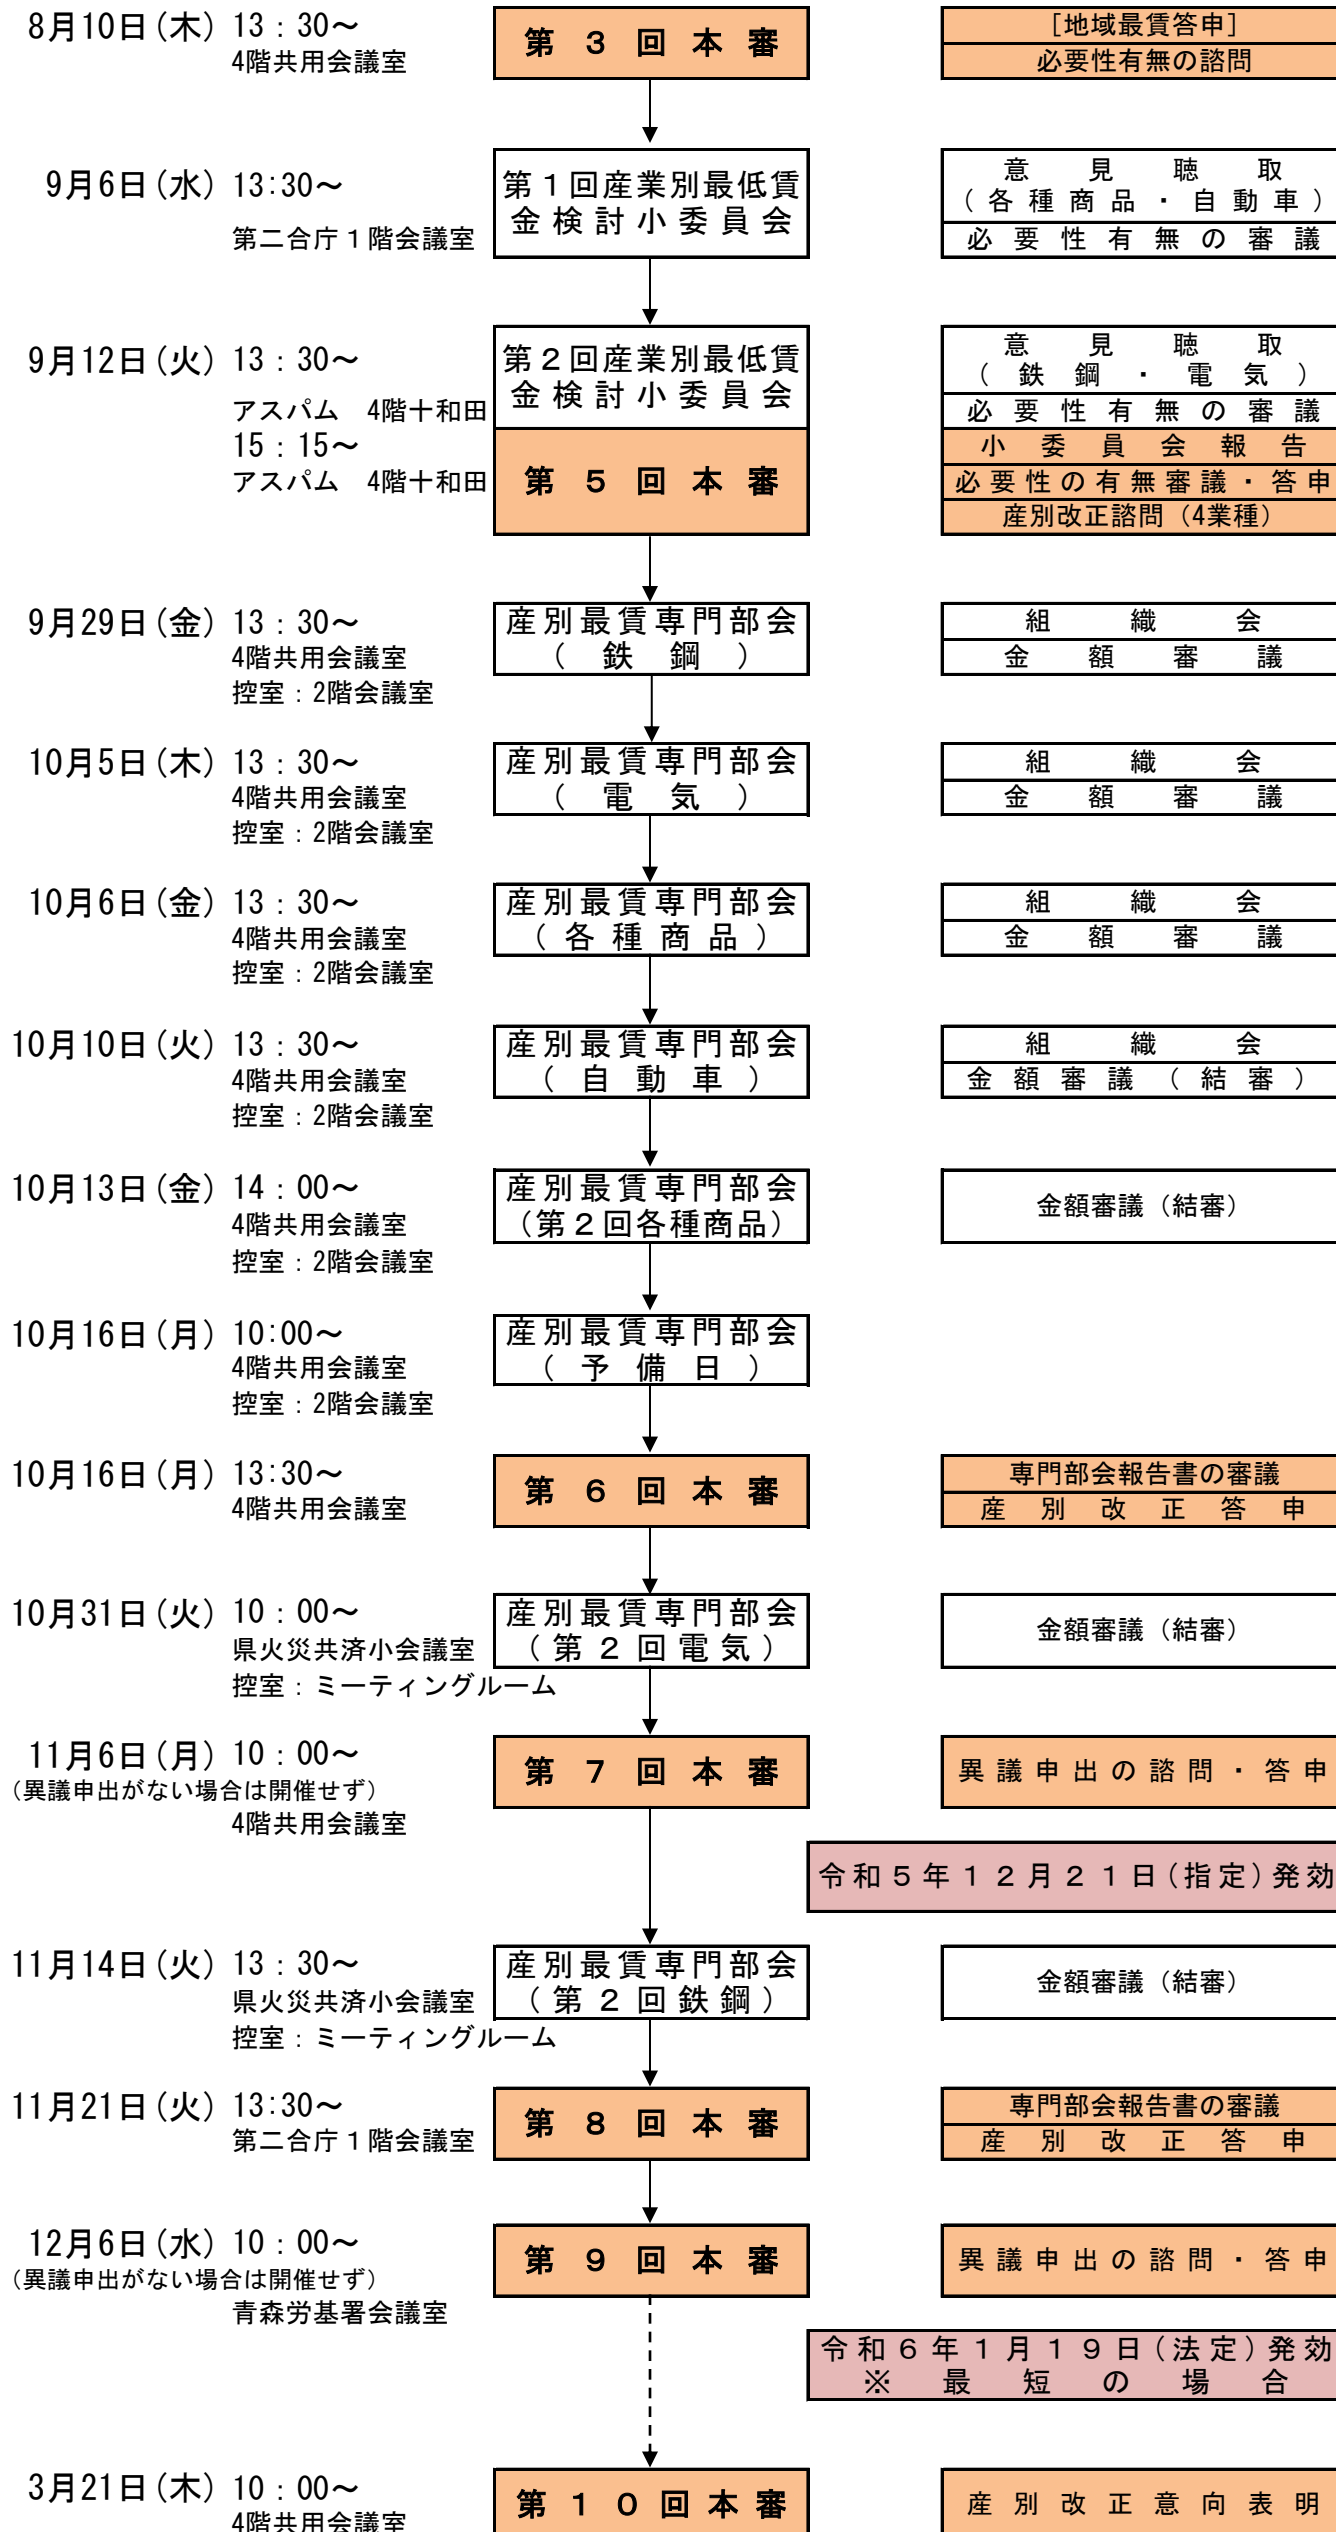 8月10日(木) 13：30～
4階共用会議室
第３回本審
[地域最賃答申]
必要性有無の諮問
9月6日(水) 13:30～
第二合庁１階会議室
第１回産業別最低賃
金検討小委員会
意見聴取
(各種商品・自動車)
必要性有無の審議
9月12日(火) 13：30～
アスパム　4階十和田
第２回産業別最低賃
金検討小委員会
意見聴取
(鉄鋼・電気)
必要性有無の審議
15：15～
アスパム　4階十和田
第５回本審
小委員会報告
必要性の有無審議・答申
産別改正諮問（4業種）
9月29日(金) 13：30～
4階共用会議室
控室：2階会議室
産別最賃専門部会
(鉄鋼)
組織会
金額審議
10月5日(木) 13：30～
4階共用会議室
控室：2階会議室
産別最賃専門部会
(電気)
組織会
金額審議
10月6日(金) 13：30～
4階共用会議室
控室：2階会議室
産別最賃専門部会
(各種商品)
組織会
金額審議
10月10日(火) 13：30～
4階共用会議室
控室：2階会議室
産別最賃専門部会
(自動車)
組織会
金額審議(結審)
10月13日(金) 14：00～
4階共用会議室
控室：2階会議室
産別最賃専門部会
(第２回各種商品)
金額審議（結審）
10月16日(月) 10:00～
4階共用会議室
控室：2階会議室
産別最賃専門部会
(予備日)
10月16日(月) 13:30～
4階共用会議室
第６回本審
専門部会報告書の審議
産別改正答申
10月31日(火) 10：00～
県火災共済小会議室
控室：ミーティングルーム
産別最賃専門部会
(第２回電気)
金額審議（結審）
11月6日(月) 10：00～
(異議申出がない場合は開催せず)
4階共用会議室
第７回本審
異議申出の諮問・答申
令和５年１２月２１日(指定)発効
11月14日(火) 13：30～
県火災共済小会議室
控室：ミーティングルーム
産別最賃専門部会
(第２回鉄鋼)
金額審議（結審）
11月21日(火) 13:30～
第二合庁１階会議室
第８回本審
専門部会報告書の審議
産別改正答申
12月6日(水) 10：00～
(異議申出がない場合は開催せず)
青森労基署会議室
第９回本審
異議申出の諮問・答申
令和６年１月１９日(法定)発効
※最短の場合
3月21日(木) 10：00～
4階共用会議室
第１０回本審
産別改正意向表明